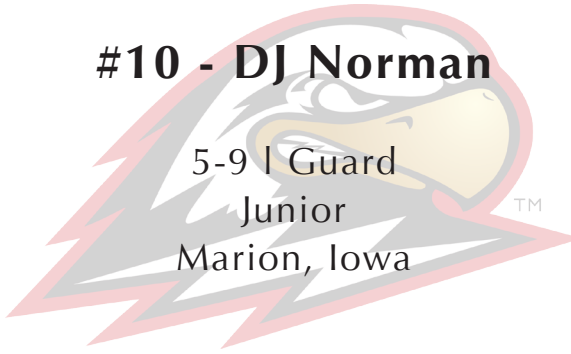 #10 - DJ Norman
5-9 l Guard
Junior
TM
Marion, Iowa